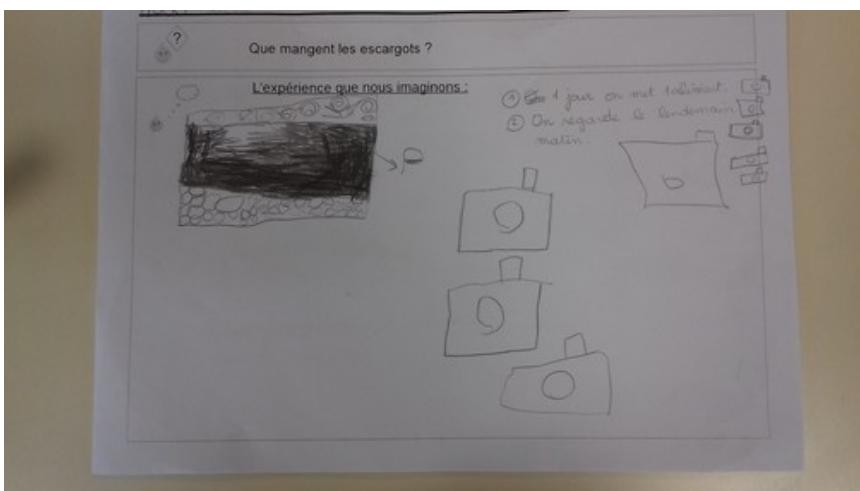 ?
Que mangent les escargots ?
L'expérience que nous imaginons :
① 1 jour on met l'aliment.
② On regarde le lendemain
matin.